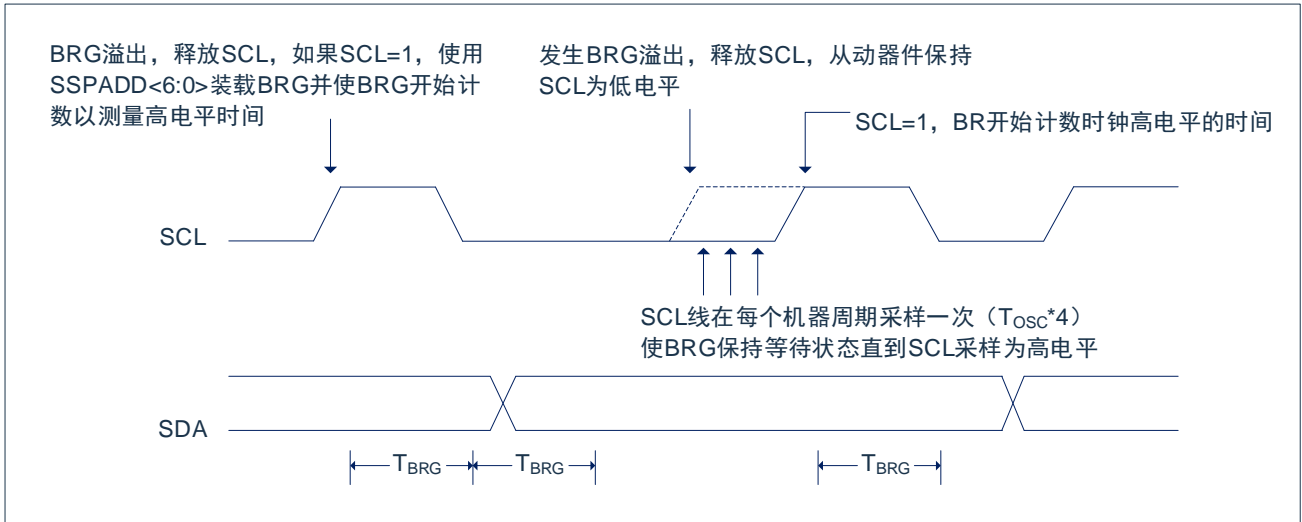 BRG溢出，释放SCL，如果SCL=1，使用
SSPADD<6:0>装载BRG并使BRG开始计
数以测量高电平时间
发生BRG溢出，释放SCL，从动器件保持
SCL为低电平
SCL=1，BR开始计数时钟高电平的时间
SCL
SCL线在每个机器周期采样一次（TOSC*4）
使BRG保持等待状态直到SCL采样为高电平
SDA
TBRG
TBRG
TBRG